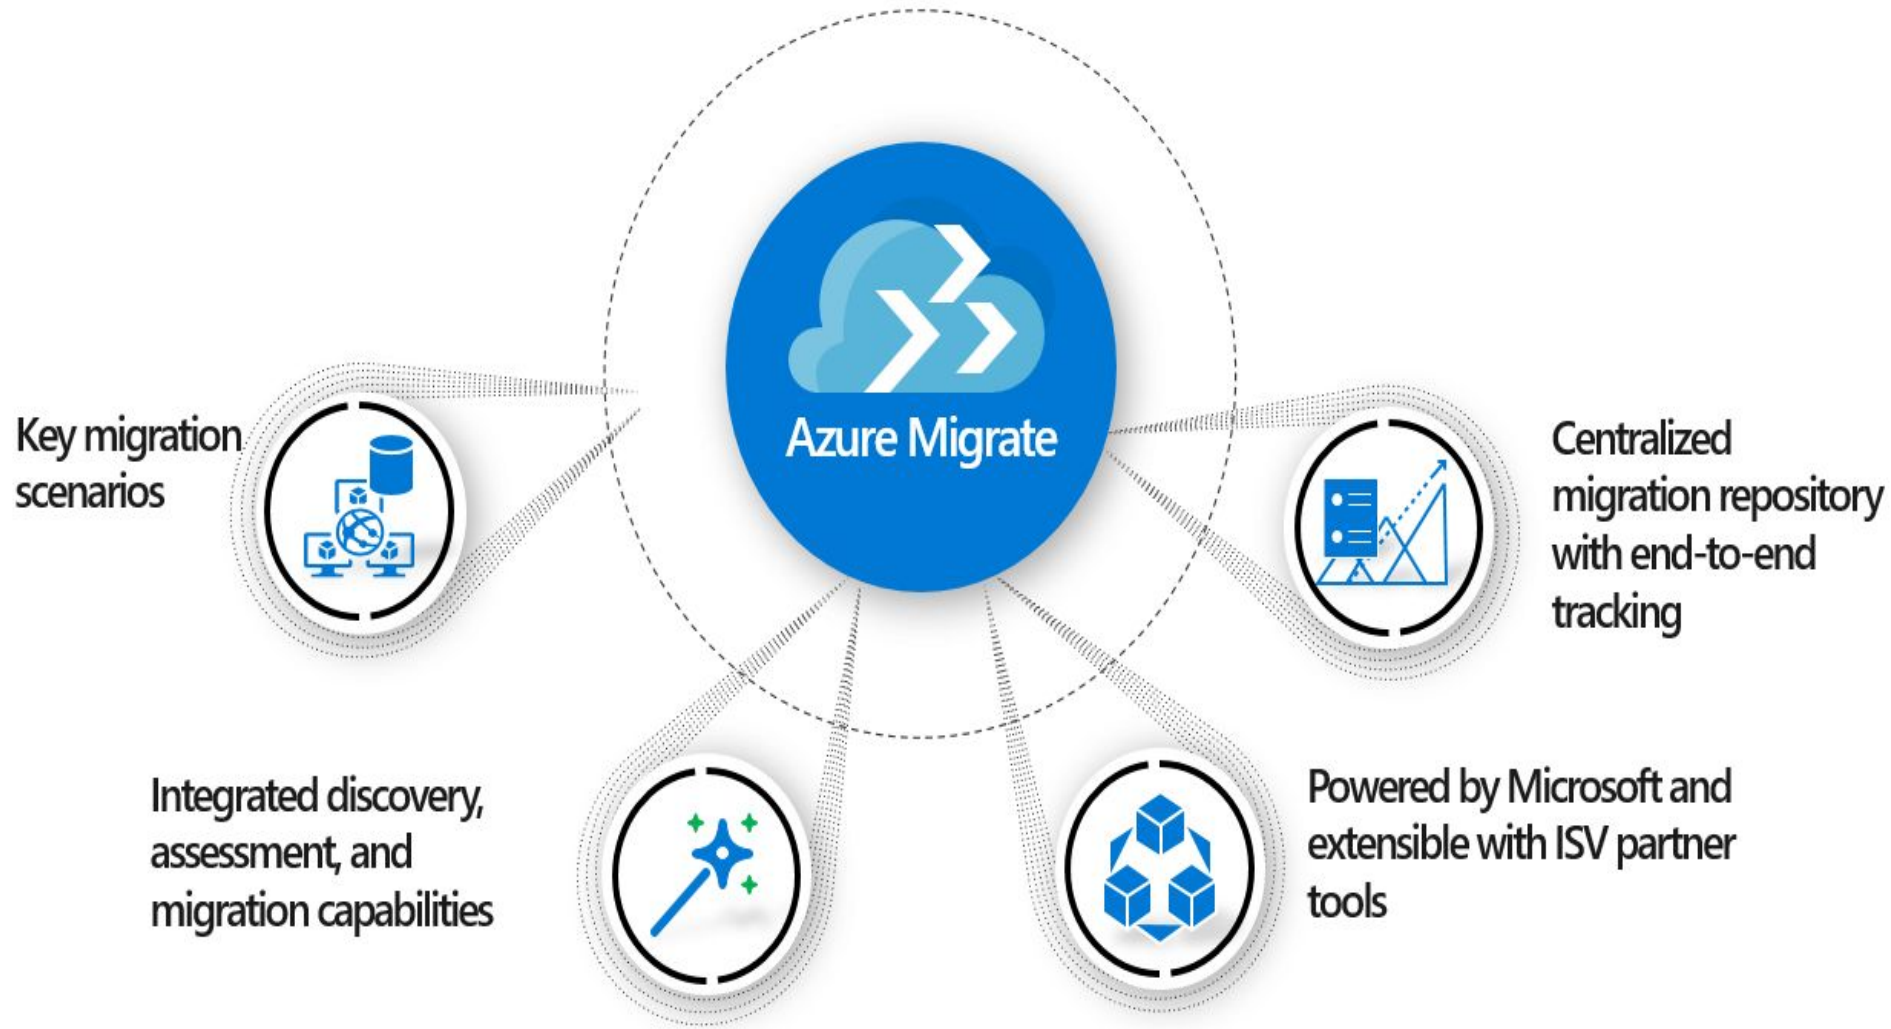 Azure Migrate
Key migration
scenarios
Integrated discovery,
assessment, and
migration capabilities
Powered by Microsoft and
extensible with ISV partner
tools
Centralized
migration repository
with end-to-end
tracking